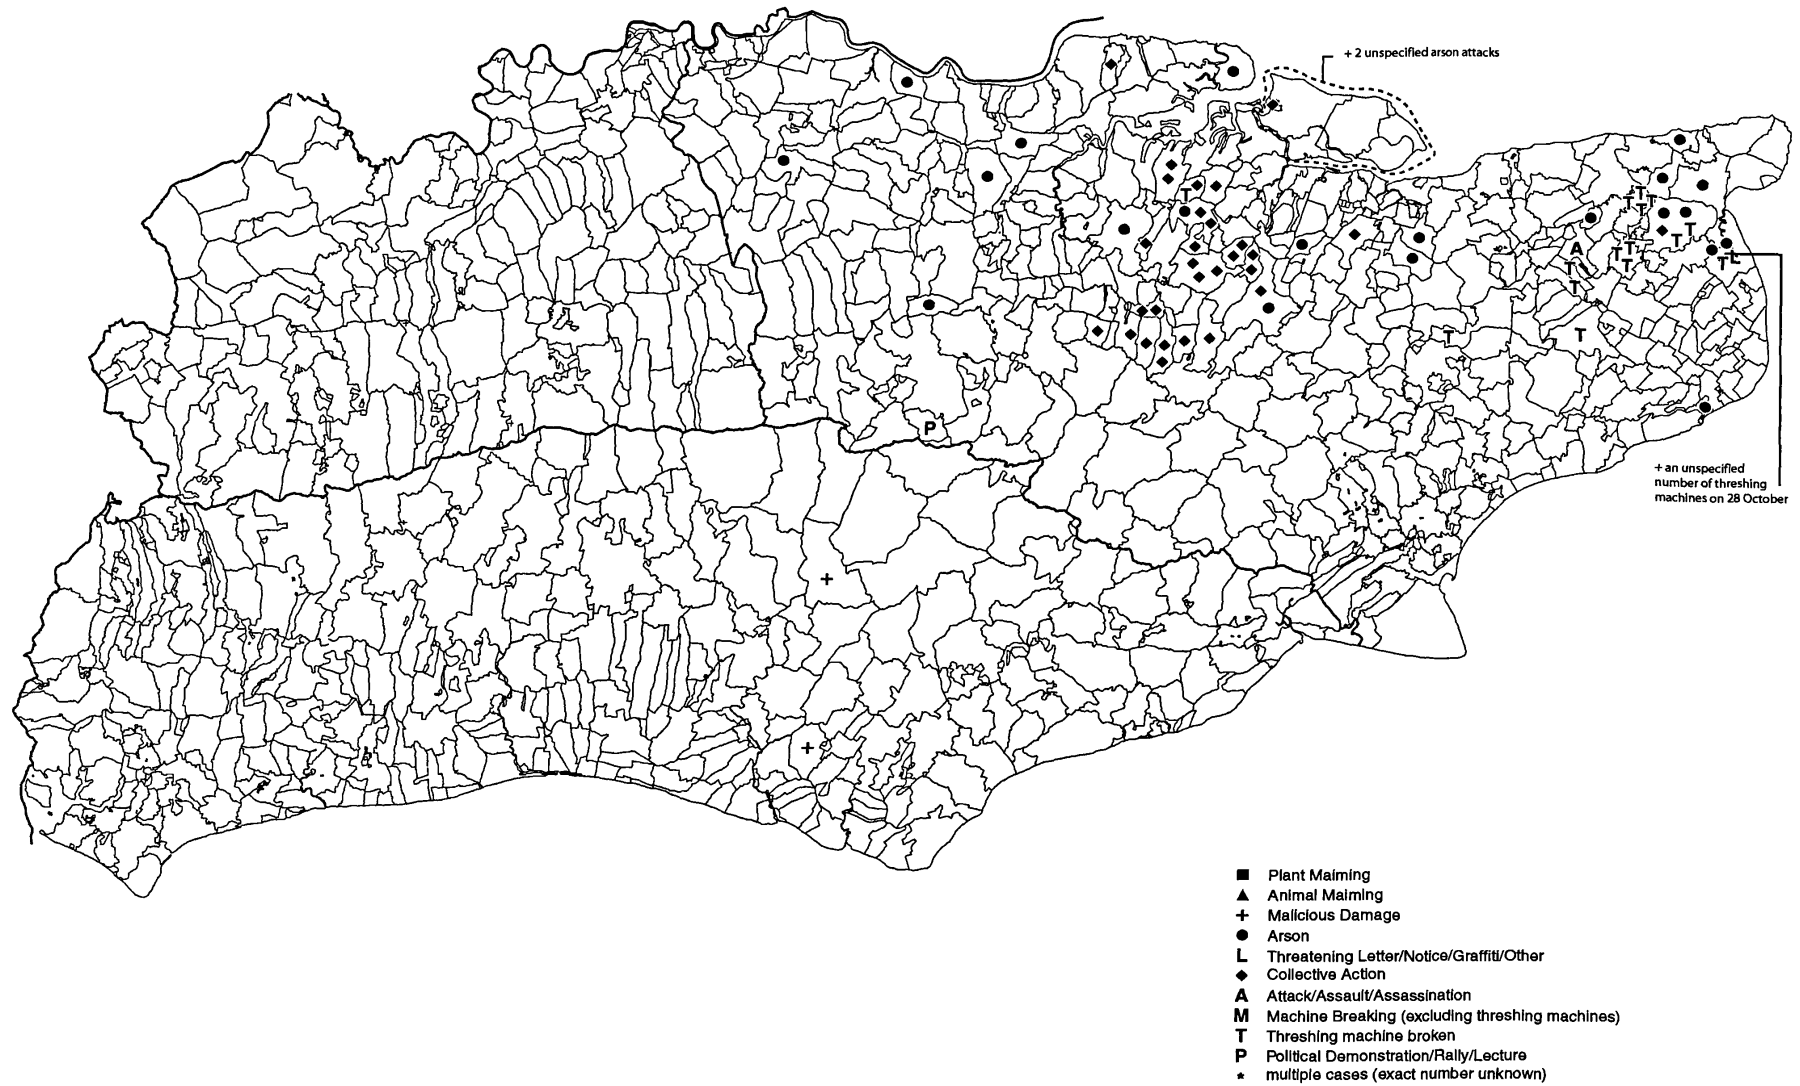 + 2 unspecified arson attacks
T
T
T
T
T
T
T
A
T
T
T
T
T
T
T
L
T
T
T
P
+ an unspecified
number of threshing
machines on 28 October
Plant Maiming
Animal Maiming
+ Malicious Damage
Arson
L Threatening Letter/Notice/Graffiti/Other
Collective Action
A Attack/Assault/Assassination
M Machine Breaking (excluding threshing machines)
T Threshing machine broken
P Political Demonstration/Rally/Lecture
* multiple cases (exact number unknown)